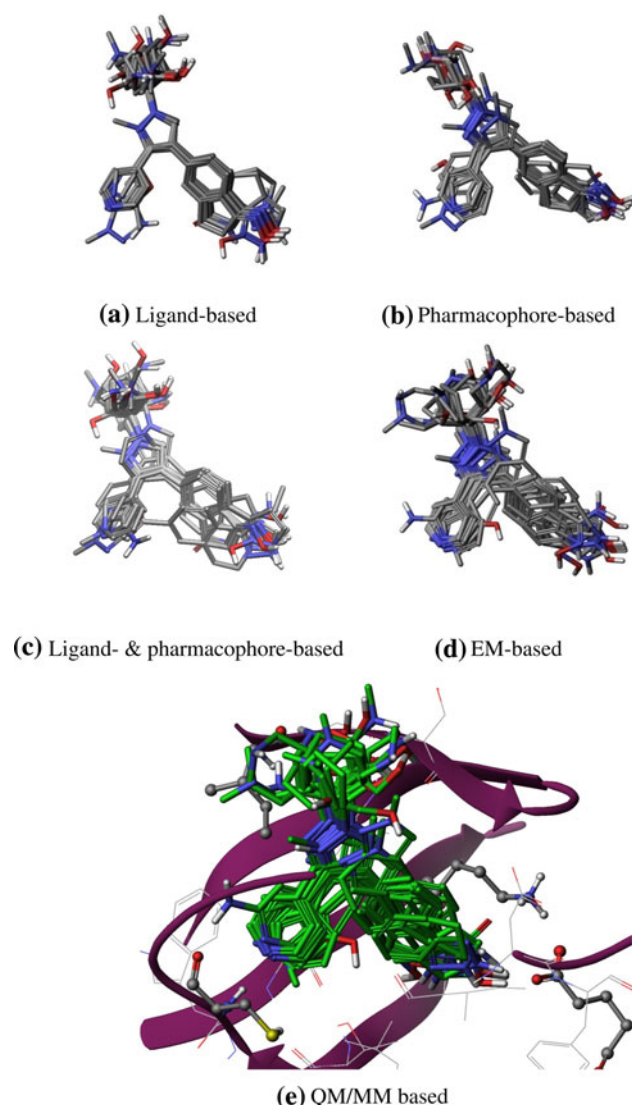 (a) Ligand-based
(b) Pharmacophore-based
(c) Ligand- & pharmacophore-based
(d) EM-based
(e) QM/MM based